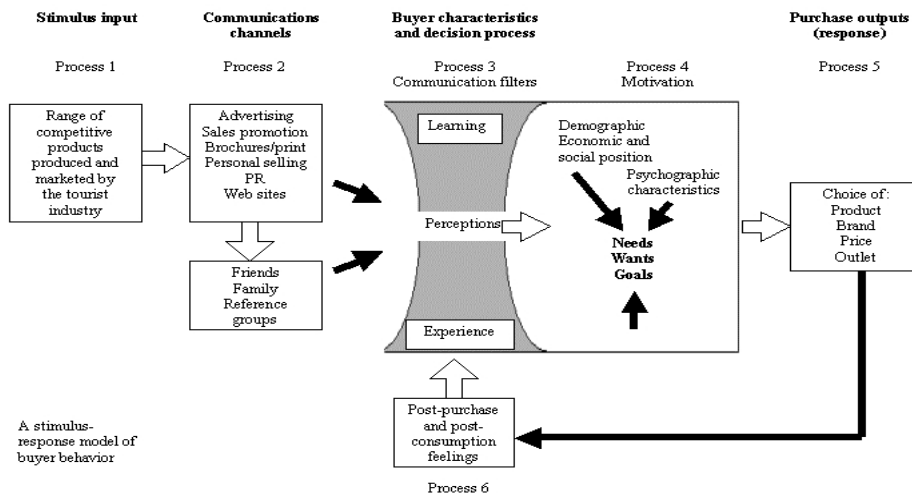 Stimulus input
Communications
channels
Buyer characteristics
and decision process
Purchase outputs
(response)
Process 1
Process 2
Process 3
Communication filters
Process 4
Motivation
Process 5
Range of
competitive
products
produced and
marketed by
the tourist
industry
Advertising
Sales promotion
Brochures/print
Personal selling
PR
Web sites
Friends
Family
Reference
groups
Learning
Perceptions
Experience
Demographic
Economic and
social position
Psychographic
characteristics
Needs
Wants
Goals
Choice of:
Product
Brand
Price
Outlet
Post-purchase
and post-
consumption
feelings
Process 6
A stimulus-
response model of
buyer behavior